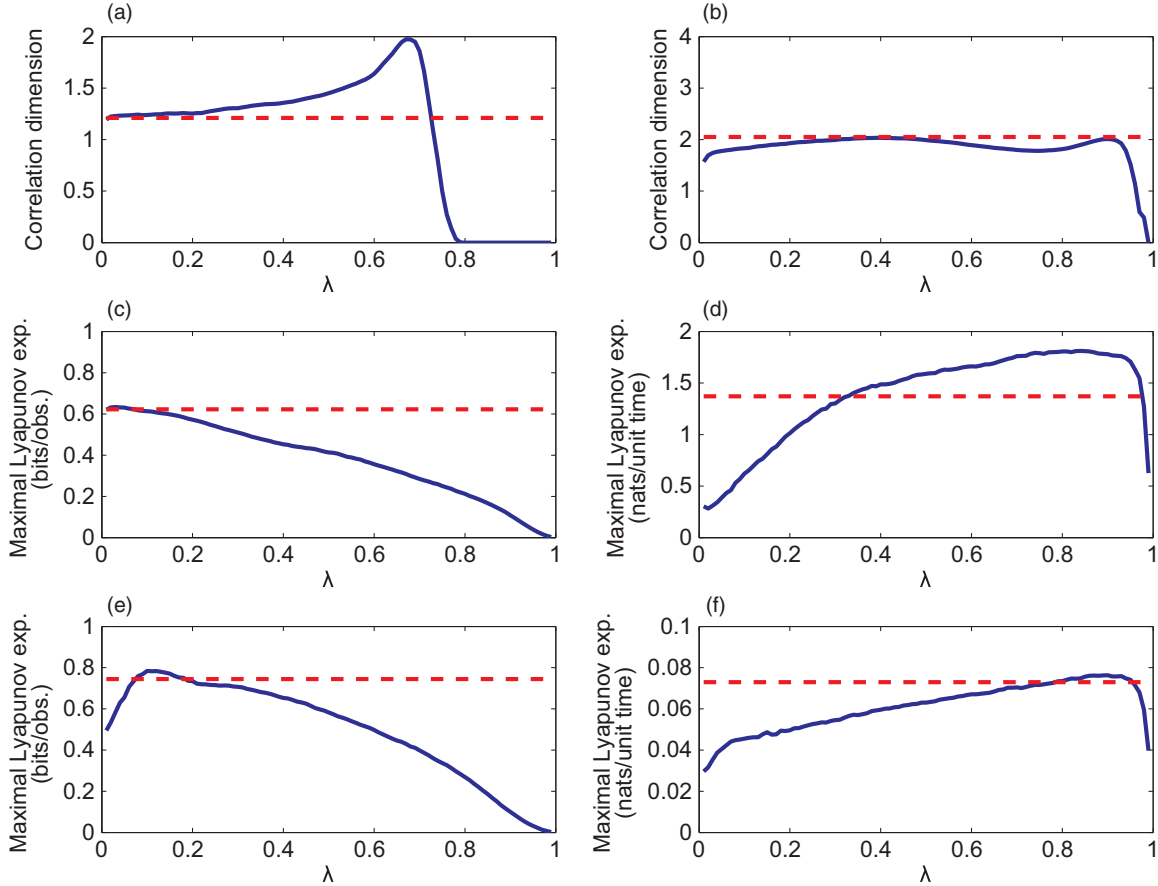 (a)
Correlation dimension
2
1.5
1
0.5
0
0 0.2 0.4 0.6 0.8 1
λ
(b)
Correlation dimension
4
3
2
1
0
0 0.2 0.4 0.6 0.8 1
λ
(c)
Maximal Lyapunov exp.
(bits/obs.)
1
0.8
0.6
0.4
0.2
0
0 0.2 0.4 0.6 0.8 1
λ
(d)
Maximal Lyapunov exp.
(nats/unit time)
2
1.5
1
0.5
0
0 0.2 0.4 0.6 0.8 1
λ
(e)
Maximal Lyapunov exp.
(bits/obs.)
1
0.8
0.6
0.4
0.2
0
0 0.2 0.4 0.6 0.8 1
λ
(f)
Maximal Lyapunov exp.
(nats/unit time)
0.1
0.08
0.06
0.04
0.02
0
0 0.2 0.4 0.6 0.8 1
λ